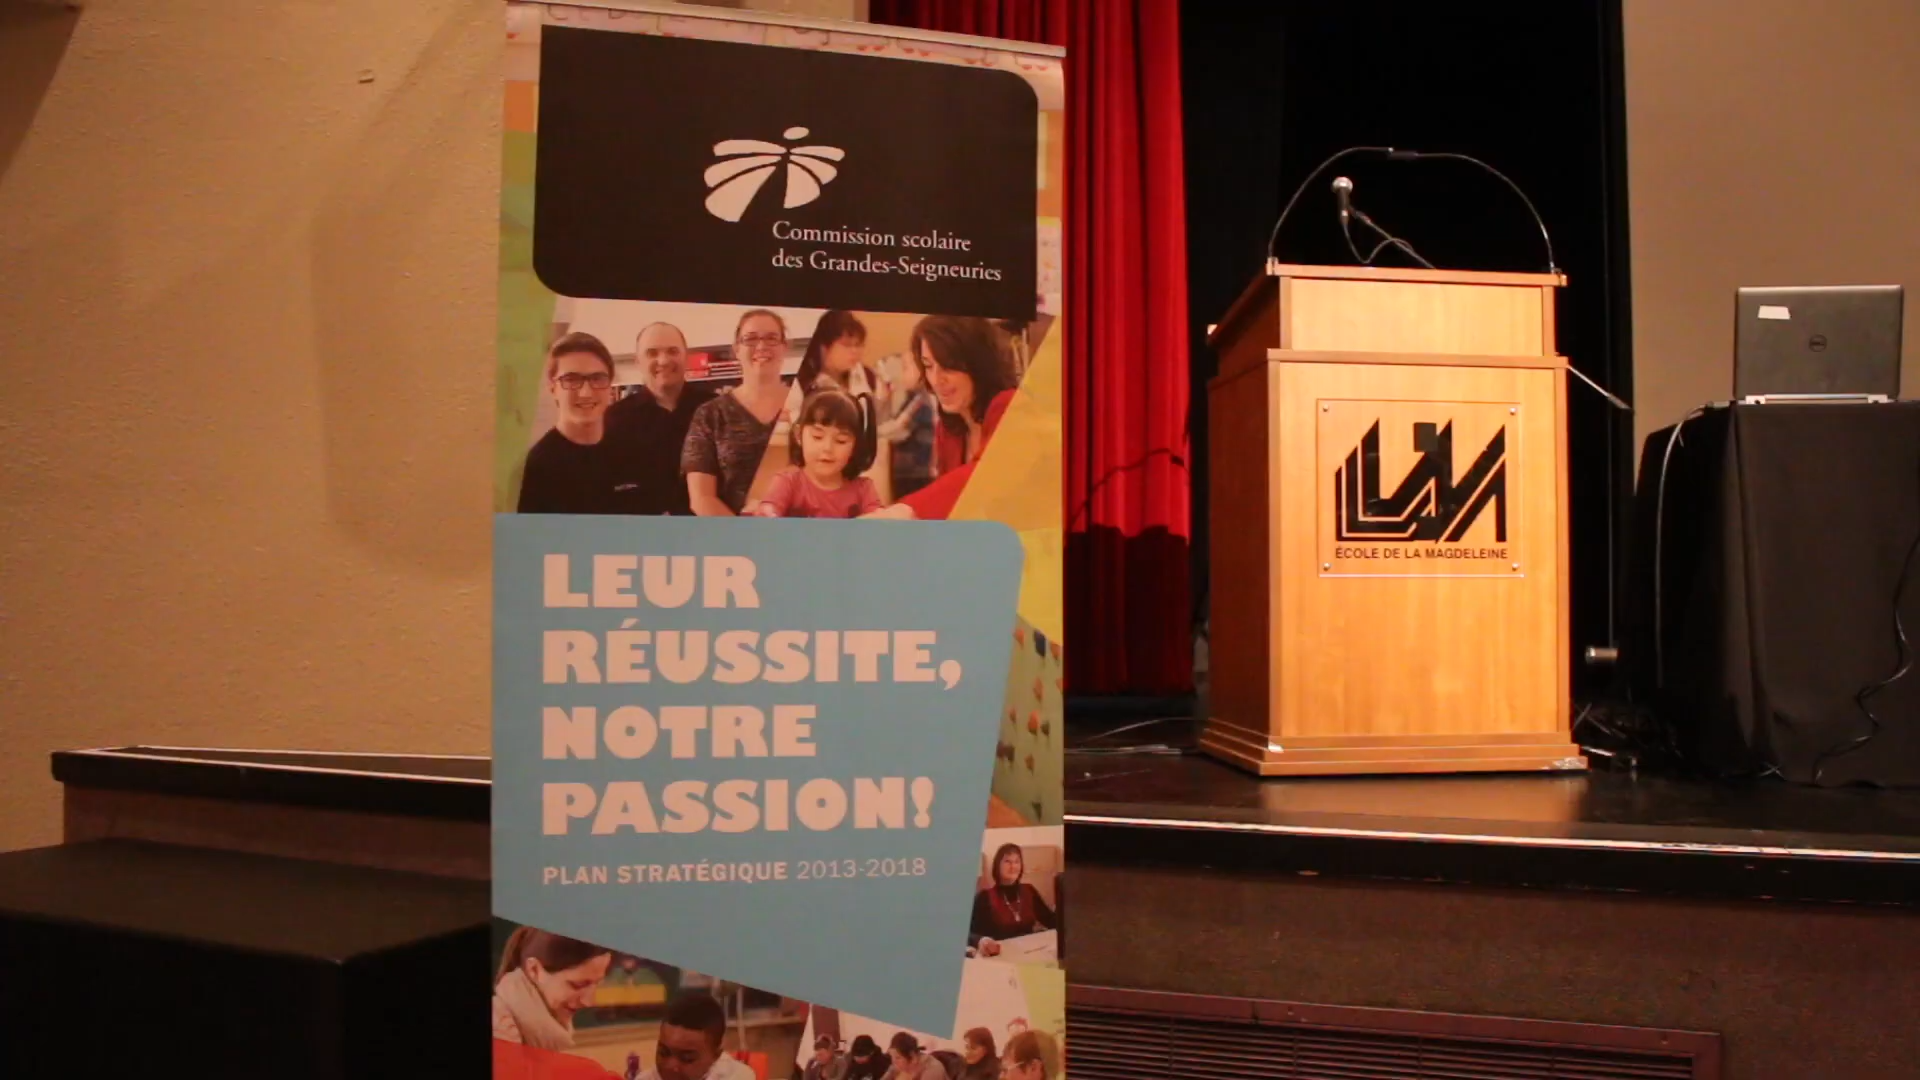 Commission scolaire
des Grandes-Seigneuries
LEUR
RÉUSSITE,
NOTRE
PASSION!
PLAN STRATÉGIQUE 2013-2018
ÉCOLE DE LA MAGDELEINE